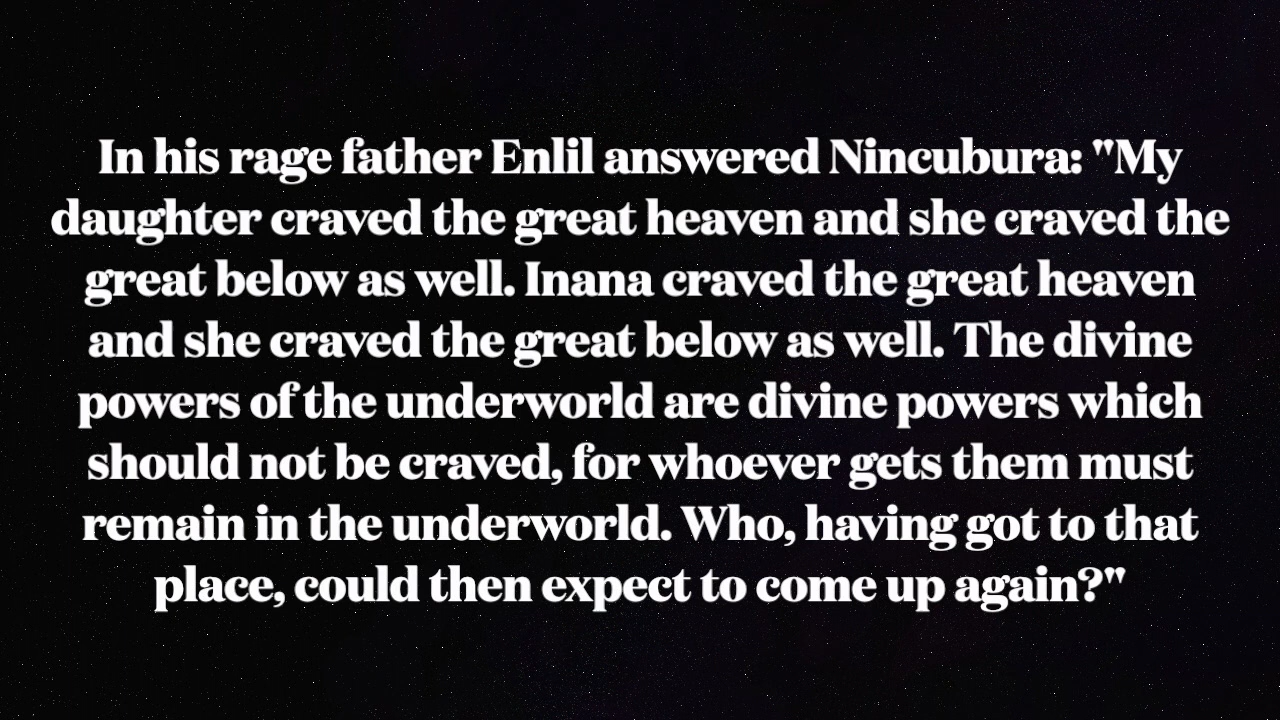 In his rage father Enlil answered Nincubura: "My
daughter craved the great heaven and she craved the
great below as well. Inana craved the great heaven
and she craved the great below as well. The divine
powers of the underworld are divine powers which
should not be craved, for whoever gets them must
remain in the underworld. Who, having got to that
place, could then expect to come up again?"